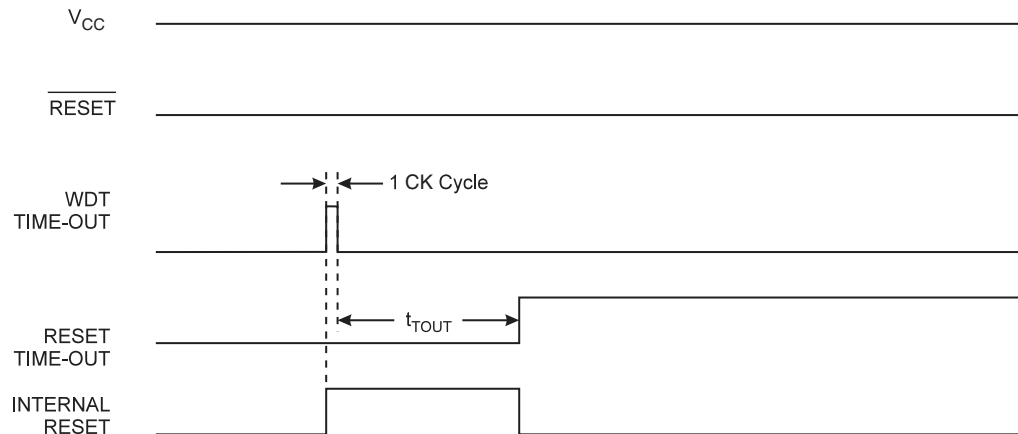 VCC
RESET
1 CK Cycle
WDT
TIME-OUT
tTOUT
RESET
TIME-OUT
INTERNAL
RESET